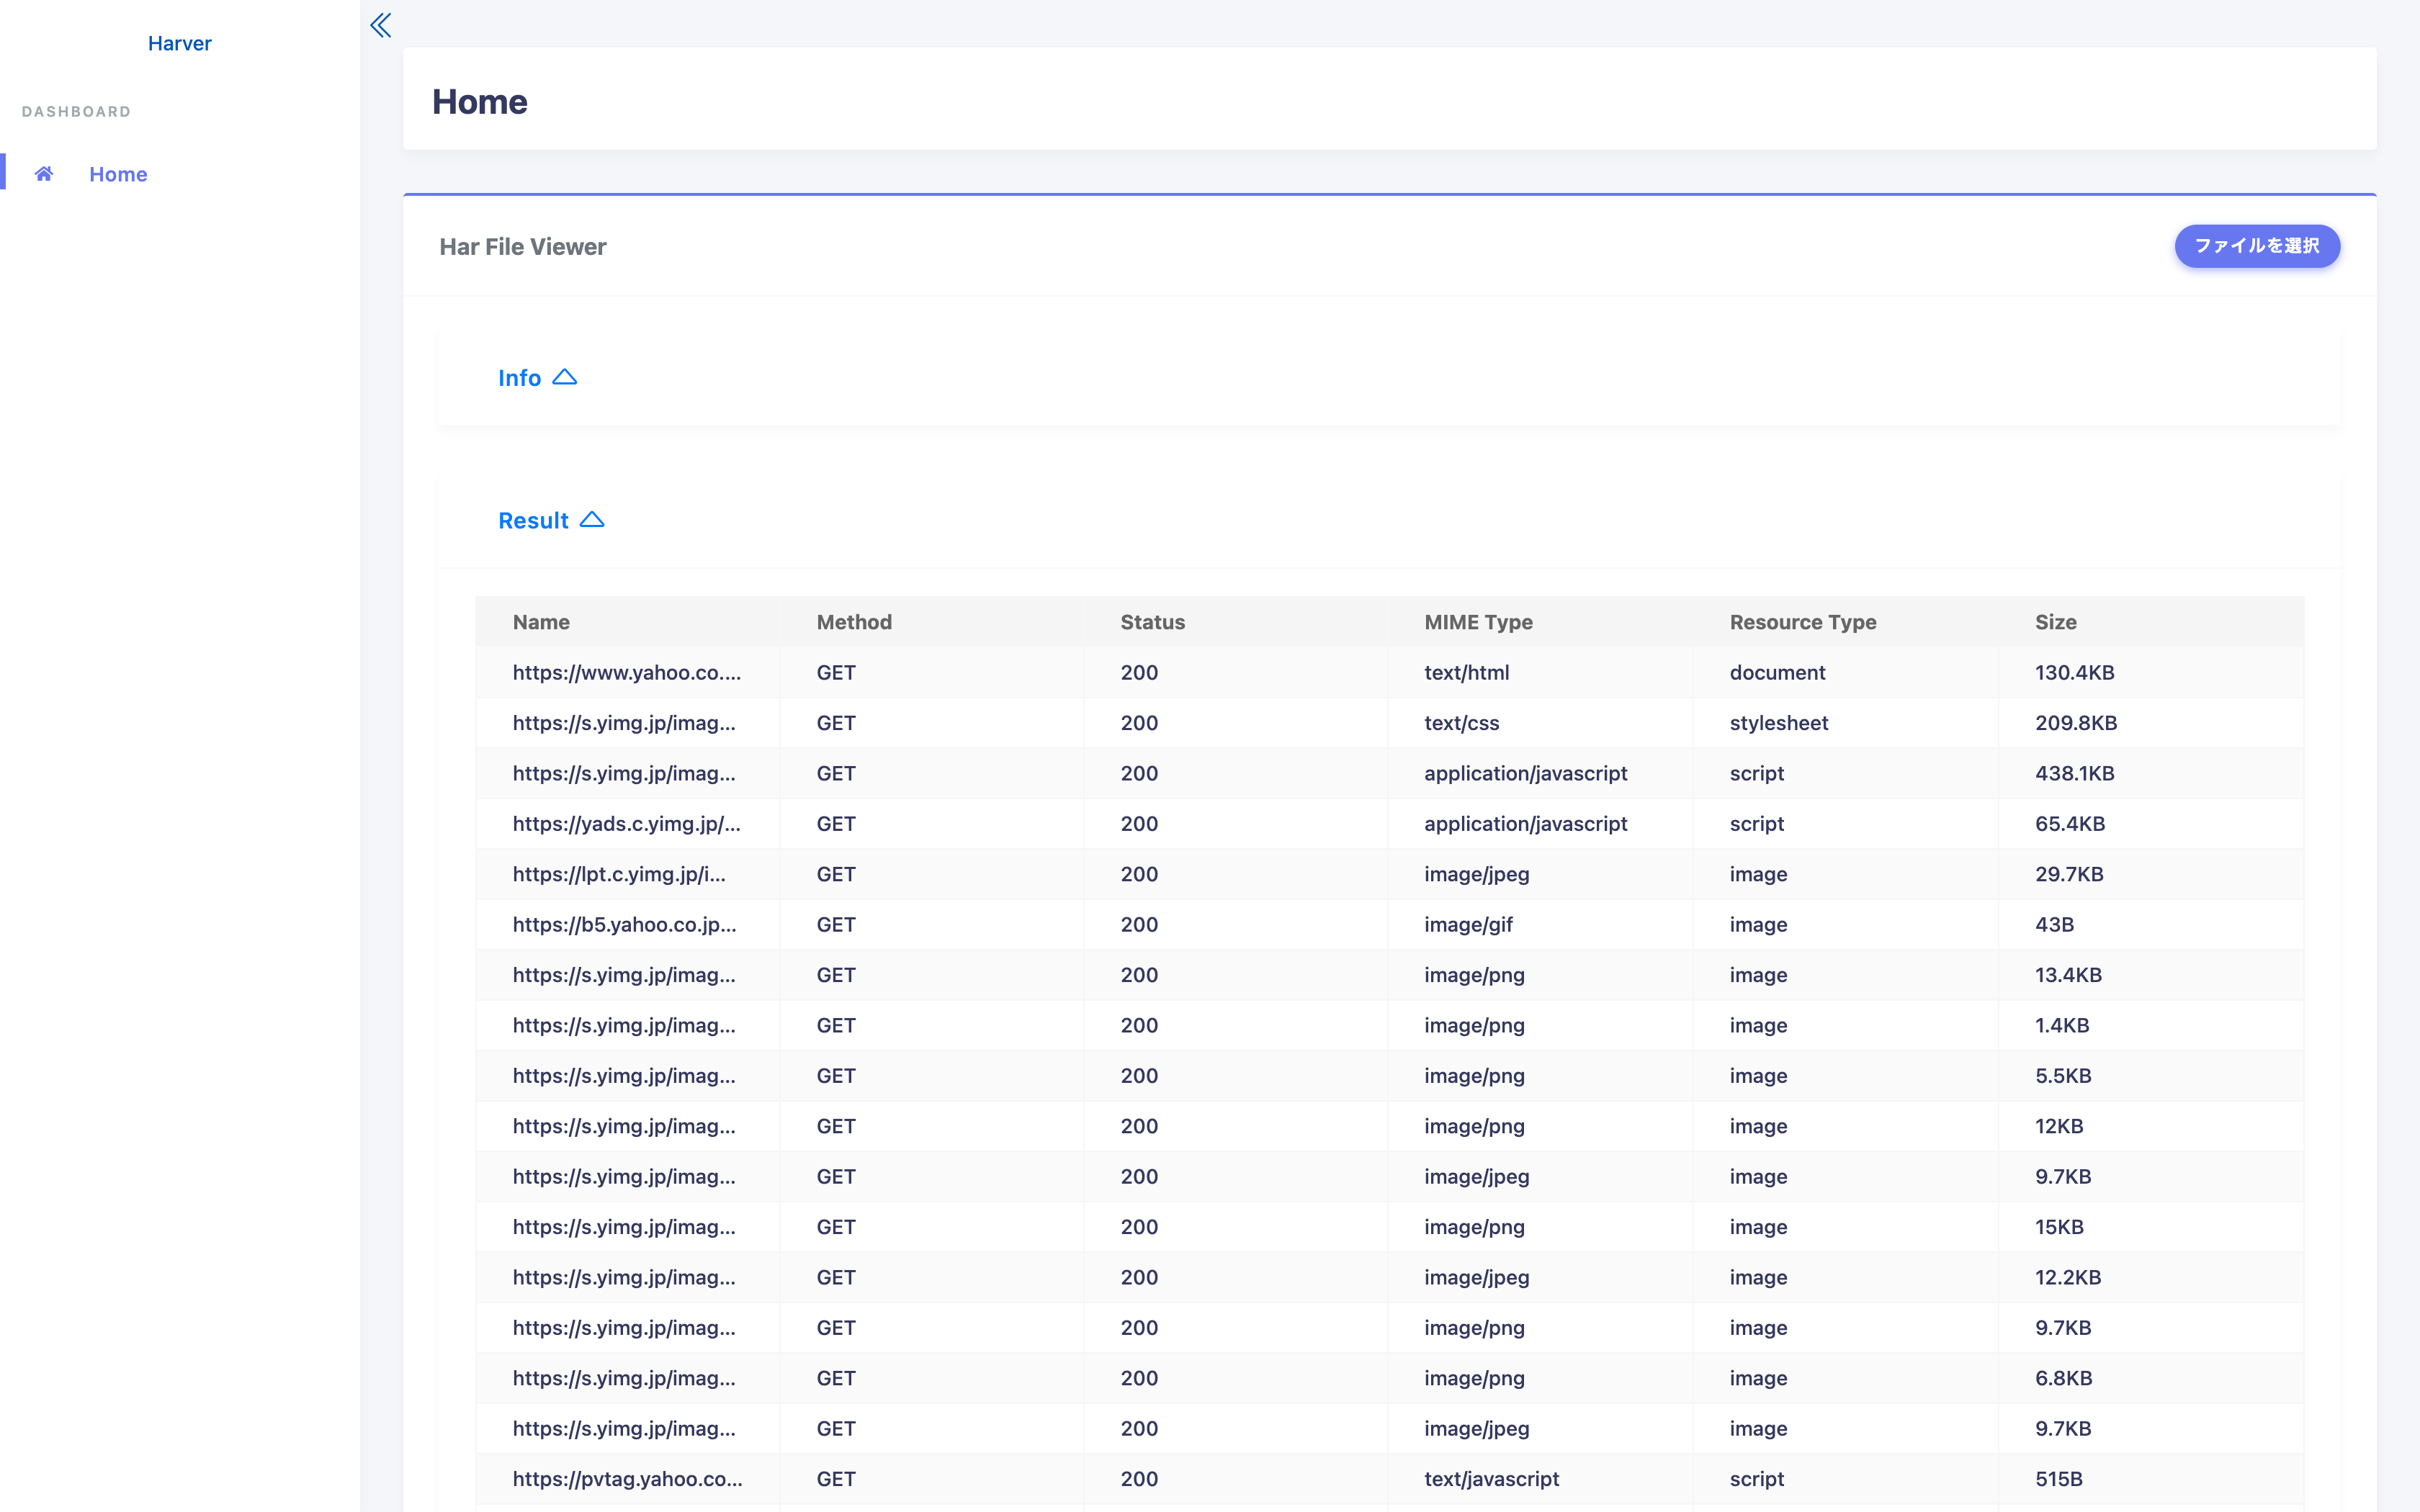 Harver
DASHBOARD
Home
Home
Har File Viewer
ファイルを選択
Info
Result
Name Method Status MIME Type Resource Type Size
https://www.yahoo.co.... GET 200 text/html document 130.4KB
https://s.yimg.jp/imag... GET 200 text/css stylesheet 209.8KB
https://s.yimg.jp/imag... GET 200 application/javascript script 438.1KB
https://yads.c.yimg.jp/... GET 200 application/javascript script 65.4KB
https://lpt.c.yimg.jp/i... GET 200 image/jpeg image 29.7KB
https://b5.yahoo.co.jp... GET 200 image/gif image 43B
https://s.yimg.jp/imag... GET 200 image/png image 13.4KB
https://s.yimg.jp/imag... GET 200 image/png image 1.4KB
https://s.yimg.jp/imag... GET 200 image/png image 5.5KB
https://s.yimg.jp/imag... GET 200 image/png image 12KB
https://s.yimg.jp/imag... GET 200 image/jpeg image 9.7KB
https://s.yimg.jp/imag... GET 200 image/png image 15KB
https://s.yimg.jp/imag... GET 200 image/jpeg image 12.2KB
https://s.yimg.jp/imag... GET 200 image/png image 9.7KB
https://s.yimg.jp/imag... GET 200 image/png image 6.8KB
https://s.yimg.jp/imag... GET 200 image/jpeg image 9.7KB
https://pvtag.yahoo.co... GET 200 text/javascript script 515B